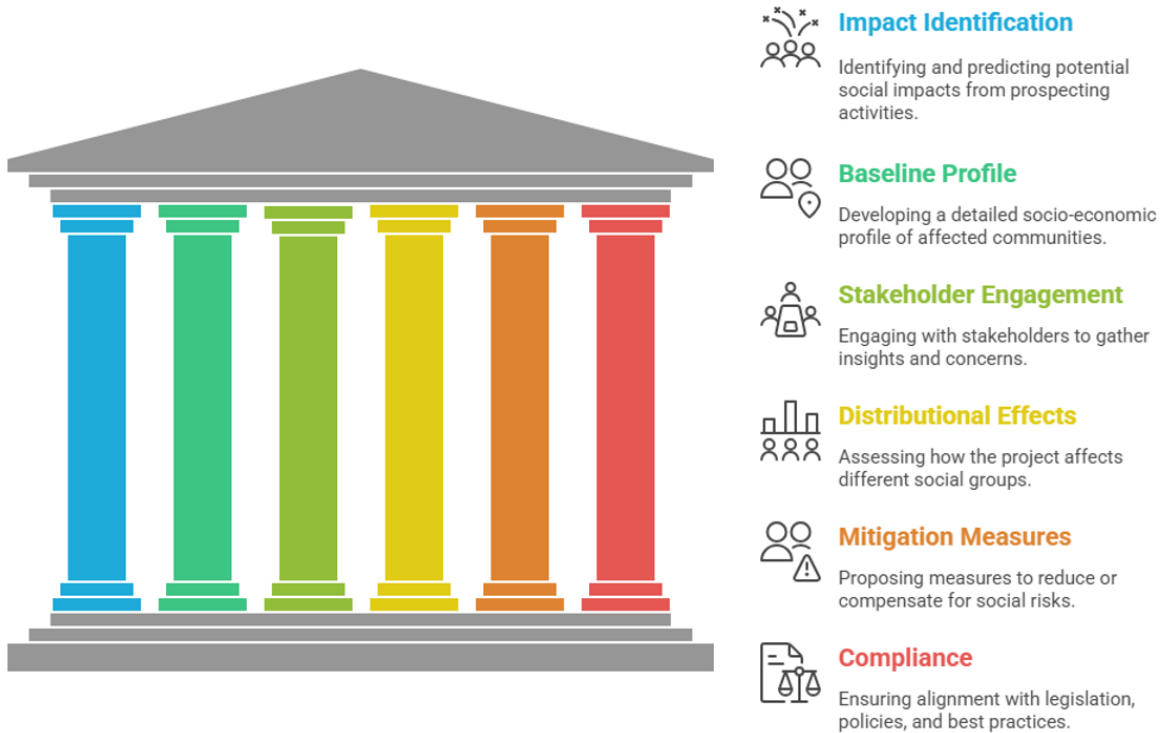 Impact Identification
Identifying and predicting potential
social impacts from prospecting
activities.
Baseline Profile
Developing a detailed socio-economic
profile of affected communities.
Stakeholder Engagement
Engaging with stakeholders to gather
insights and concerns.
Distributional Effects
Assessing how the project affects
different social groups.
Mitigation Measures
Proposing measures to reduce or
compensate for social risks.
Compliance
Ensuring alignment with legislation,
policies, and best practices.